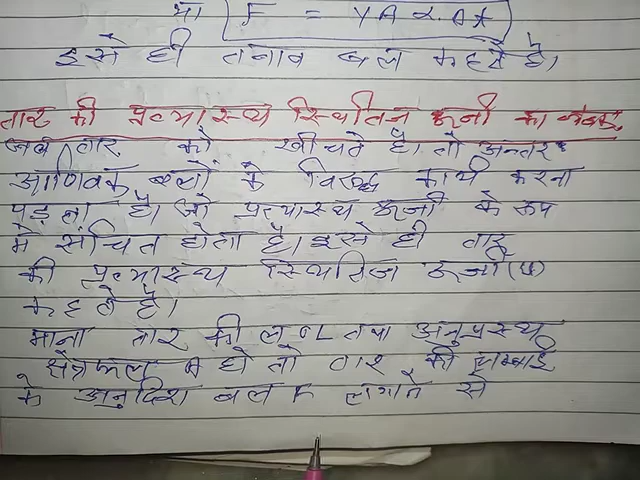 या F = YA α.Δt
इसे ही तनाव बल कहते है।
तार की प्रत्यास्थ स्थितिज ऊर्जा का
जब तार को खीचते है। तो अन्तर
आणविक बलों के विरुद्ध कार्य करना
पड़ता है। जो प्रत्यास्थ ऊर्जा के रूप
मे संचित होता है। इसे ही तार
की प्रत्यास्थ स्थितिज ऊर्जा (U)
कहते है।
माना तार की ल० L तथा अनुप्रस्थ
क्षेत्रफल A हो तो तार की लम्बाई
के अनुदिश बल F लगाने से